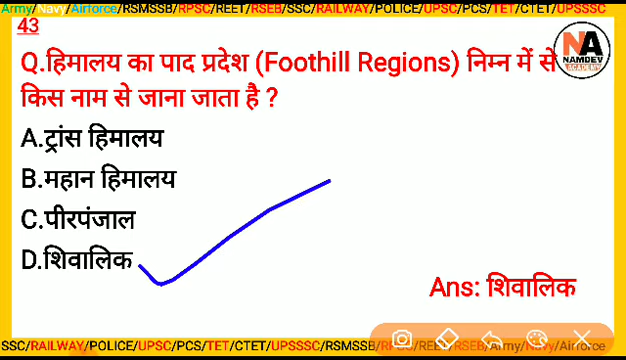 Army/Navy/Airforce/RSMSSB/RPSC/REET/RSEB/SSC/RAILWAY/POLICE/UPSC/PCS/TET/CTET/UPSSSC
43
NA
NAMDEV
ACADEMY
Q.हिमालय का पाद प्रदेश (Foothill Regions) निम्न में से
किस नाम से जाना जाता है ?
A.ट्रांस हिमालय
B.महान हिमालय
C.पीरपंजाल
D.शिवालिक
Ans: शिवालिक
SSC/RAILWAY/POLICE/UPSC/PCS/TET/CTET/UPSSSC/RSMSSB/RPSC/REET/RSEB/Army/Navy/Airforce